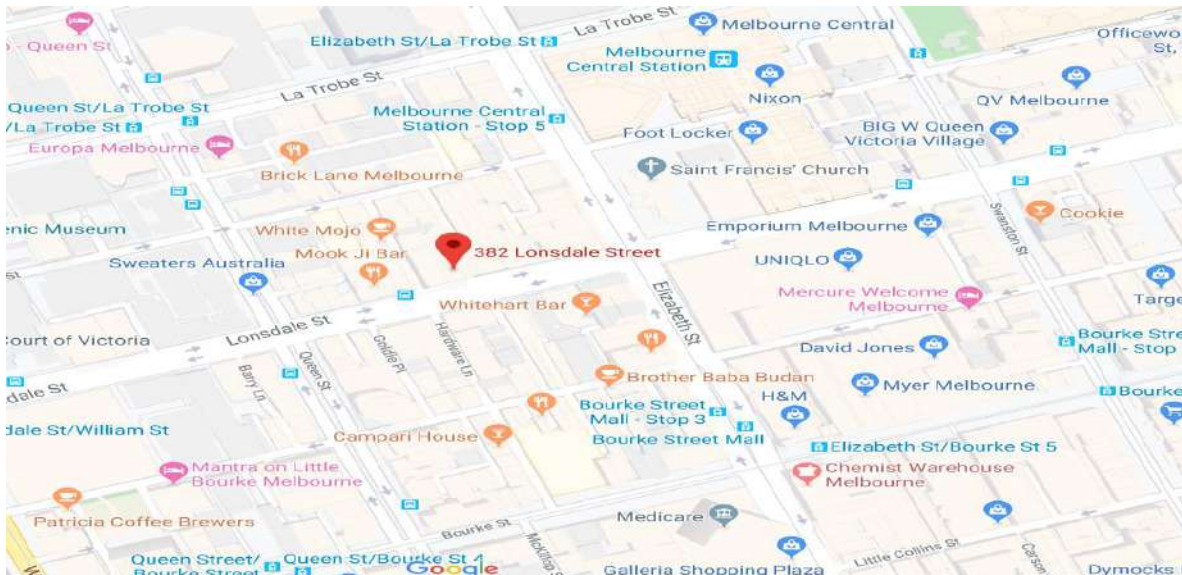 La Trobe St
Melbourne Central
Officewo
St,
- Queen St
Elizabeth St/La Trobe St
Melbourne
Central Station
La Trobe St
Nixon
QV Melbourne
Queen St/La Trobe St
/La Trobe St
Melbourne Central
Station - Stop 5
Foot Locker
BIG W Queen
Victoria Village
Europa Melbourne
Brick Lane Melbourne
Saint Francis' Church
Swanston St
Cookie
enic Museum
White Mojo
Mook Ji Bar
382 Lonsdale Street
Emporium Melbourne
Sweaters Australia
UNIQLO
Mercure Welcome
Melbourne
Targe
Whitehart Bar
Elizabeth St
Court of Victoria
Lonsdale St
Goldie Pl
Hardware Ln
Queen St
Barry Ln
David Jones
Bourke Stre
Mall - Stop
dale St
Brother Baba Budan
Myer Melbourne
Bourke
H&M
Bourke Street
Mall - Stop 3
Bourke Street Mall
dale St/William St
Campari House
Elizabeth St/Bourke St 5
Mantra on Little
Bourke Melbourne
Chemist Warehouse
Melbourne
Patricia Coffee Brewers
Bourke St
Medicare
McKillop St
Little Collins St
Carson
Queen Street/
Bourke Street
Queen St/Bourke St
Google
Galleria Shopping Plaza
Dymocks